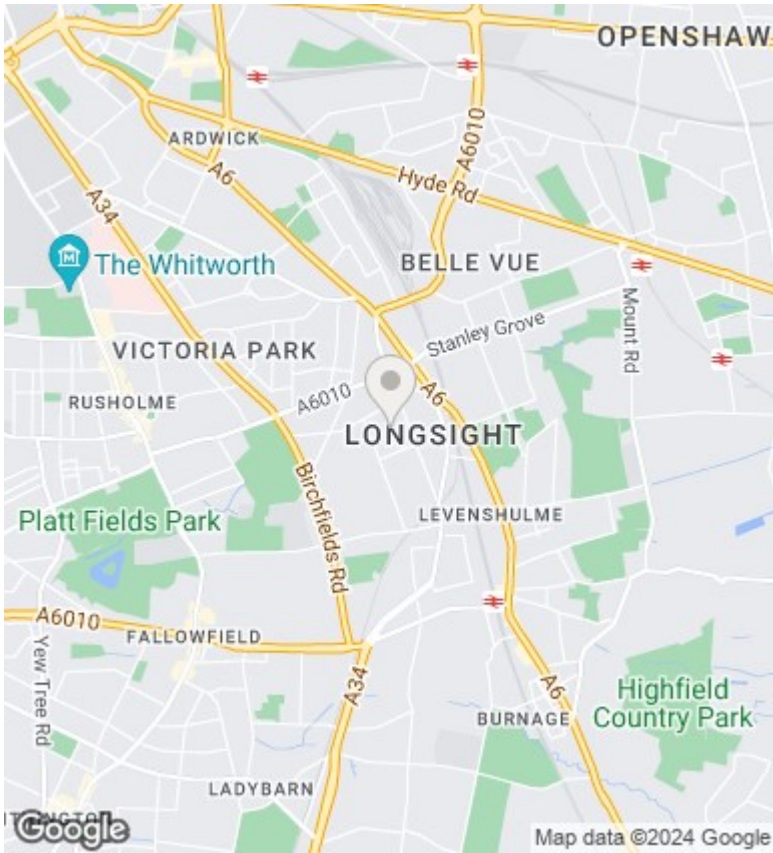 OPENSHAW
ARDWICK
A6010
A6
Hyde Rd
A34
The Whitworth
BELLE VUE
Mount Rd
Stanley Grove
VICTORIA PARK
A6
A6010
RUSHOLME
LONGSIGHT
Birchfields Rd
LEVENSHULME
Platt Fields Park
A6010
FALLOWFIELD
Yew Tree Rd
A34
A6
Highfield
Country Park
BURNAGE
LADYBARN
Google
Map data ©2024 Google